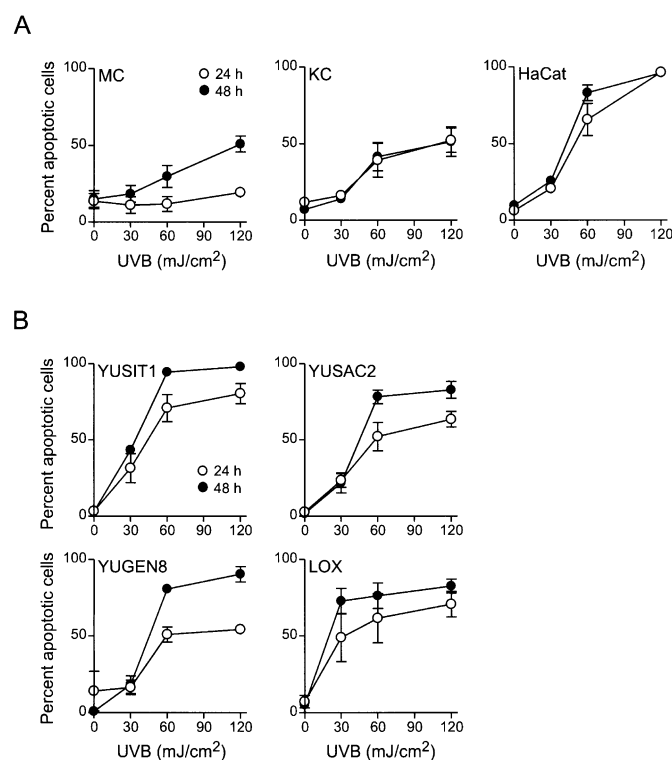 A
MC
24 h
48 h
KC
HaCat
Percent apoptotic cells
100
50
0
0 30 60 90 120
UVB (mJ/cm²)
100
50
0
0 30 60 90 120
UVB (mJ/cm²)
100
50
0
0 30 60 90 120
UVB (mJ/cm²)
B
YUSIT1
24 h
48 h
Percent apoptotic cells
100
50
0
0 30 60 90 120
YUSAC2
100
50
0
0 30 60 90 120
YUGEN8
Percent apoptotic cells
100
50
0
0 30 60 90 120
UVB (mJ/cm²)
LOX
100
50
0
0 30 60 90 120
UVB (mJ/cm²)